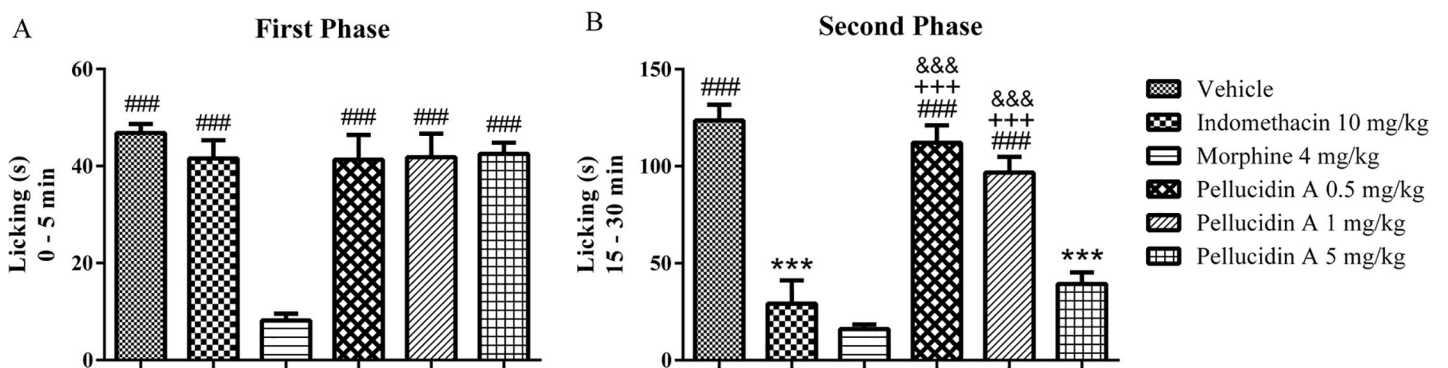 A
First Phase
Licking (s)
0 - 5 min
60
40
20
0
###
###
###
###
###
B
Second Phase
Licking (s)
15 - 30 min
150
100
50
0
###
***
&&&
+++
###
&&&
+++
###
***
Vehicle
Indomethacin 10 mg/kg
Morphine 4 mg/kg
Pellucidin A 0.5 mg/kg
Pellucidin A 1 mg/kg
Pellucidin A 5 mg/kg